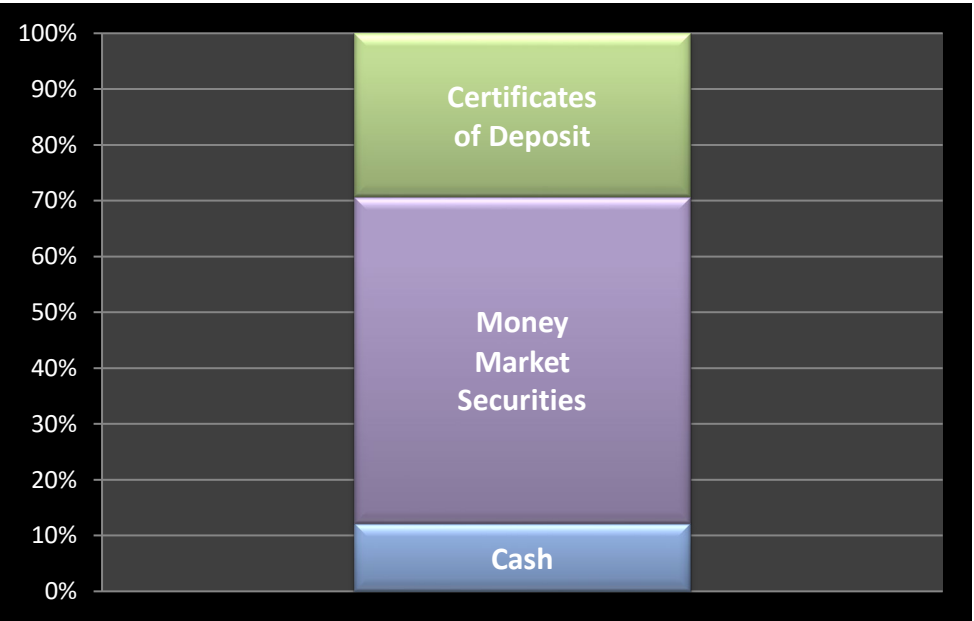 100%
90%
80%
70%
60%
50%
40%
30%
20%
10%
0%
Certificates
of Deposit
Money
Market
Securities
Cash